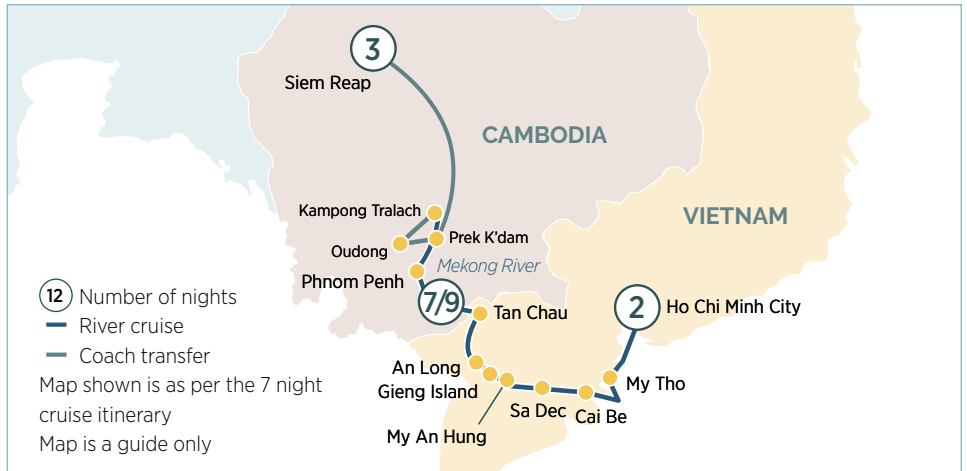 3
Siem Reap
CAMBODIA
Kampong Tralach
VIETNAM
Prek K'dam
Oudong
Mekong River
Phnom Penh
7/9
2
Ho Chi Minh City
Tan Chau
12 Number of nights
River cruise
Coach transfer
Map shown is as per the 7 night
cruise itinerary
Map is a guide only
An Long
Gieng Island
My An Hung
Sa Dec
Cai Be
My Tho